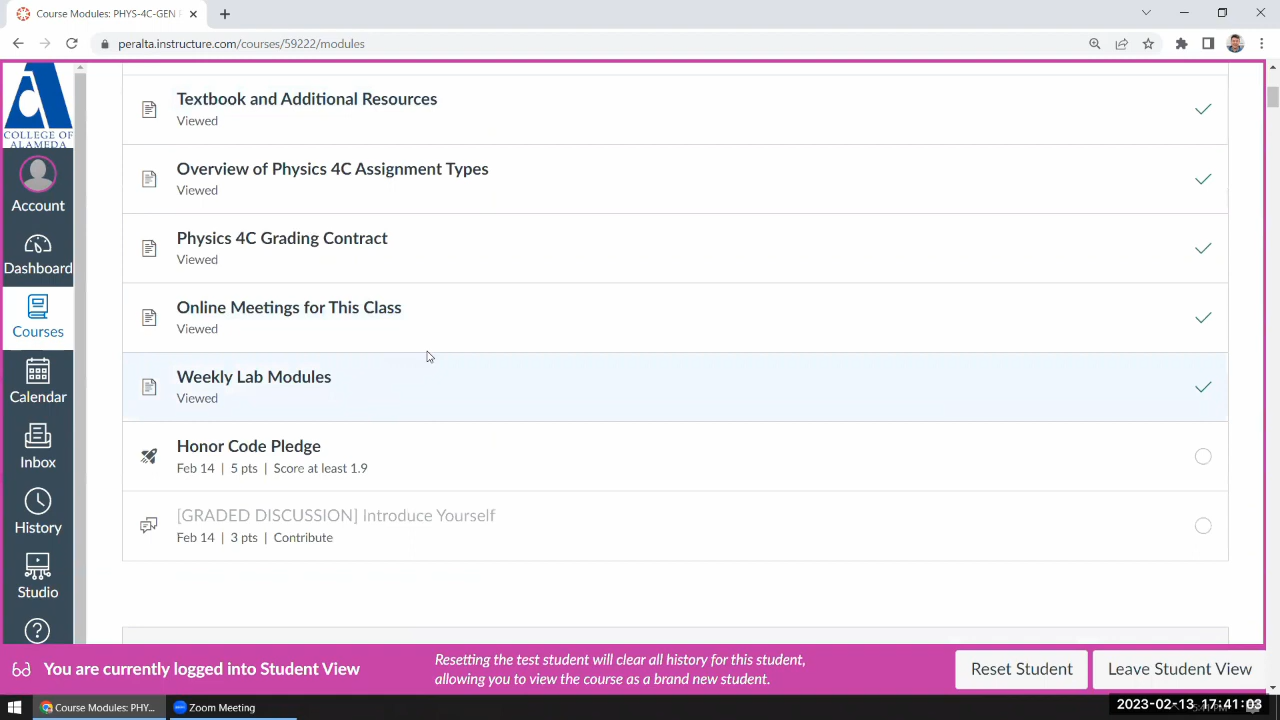 Course Modules: PHYS-4C-GEN
peralta.instructure.com/courses/59222/modules
COLLEGE OF
ALAMEDA
Account
Dashboard
Courses
Calendar
Inbox
History
Studio
Textbook and Additional Resources
Viewed
Overview of Physics 4C Assignment Types
Viewed
Physics 4C Grading Contract
Viewed
Online Meetings for This Class
Viewed
Weekly Lab Modules
Viewed
Honor Code Pledge
Feb 14 | 5 pts | Score at least 1.9
[GRADED DISCUSSION] Introduce Yourself
Feb 14 | 3 pts | Contribute
You are currently logged into Student View
Resetting the test student will clear all history for this student,
allowing you to view the course as a brand new student.
Reset Student
Leave Student View
Course Modules: PHY...
Zoom Meeting
2023-02-13 17:41:03